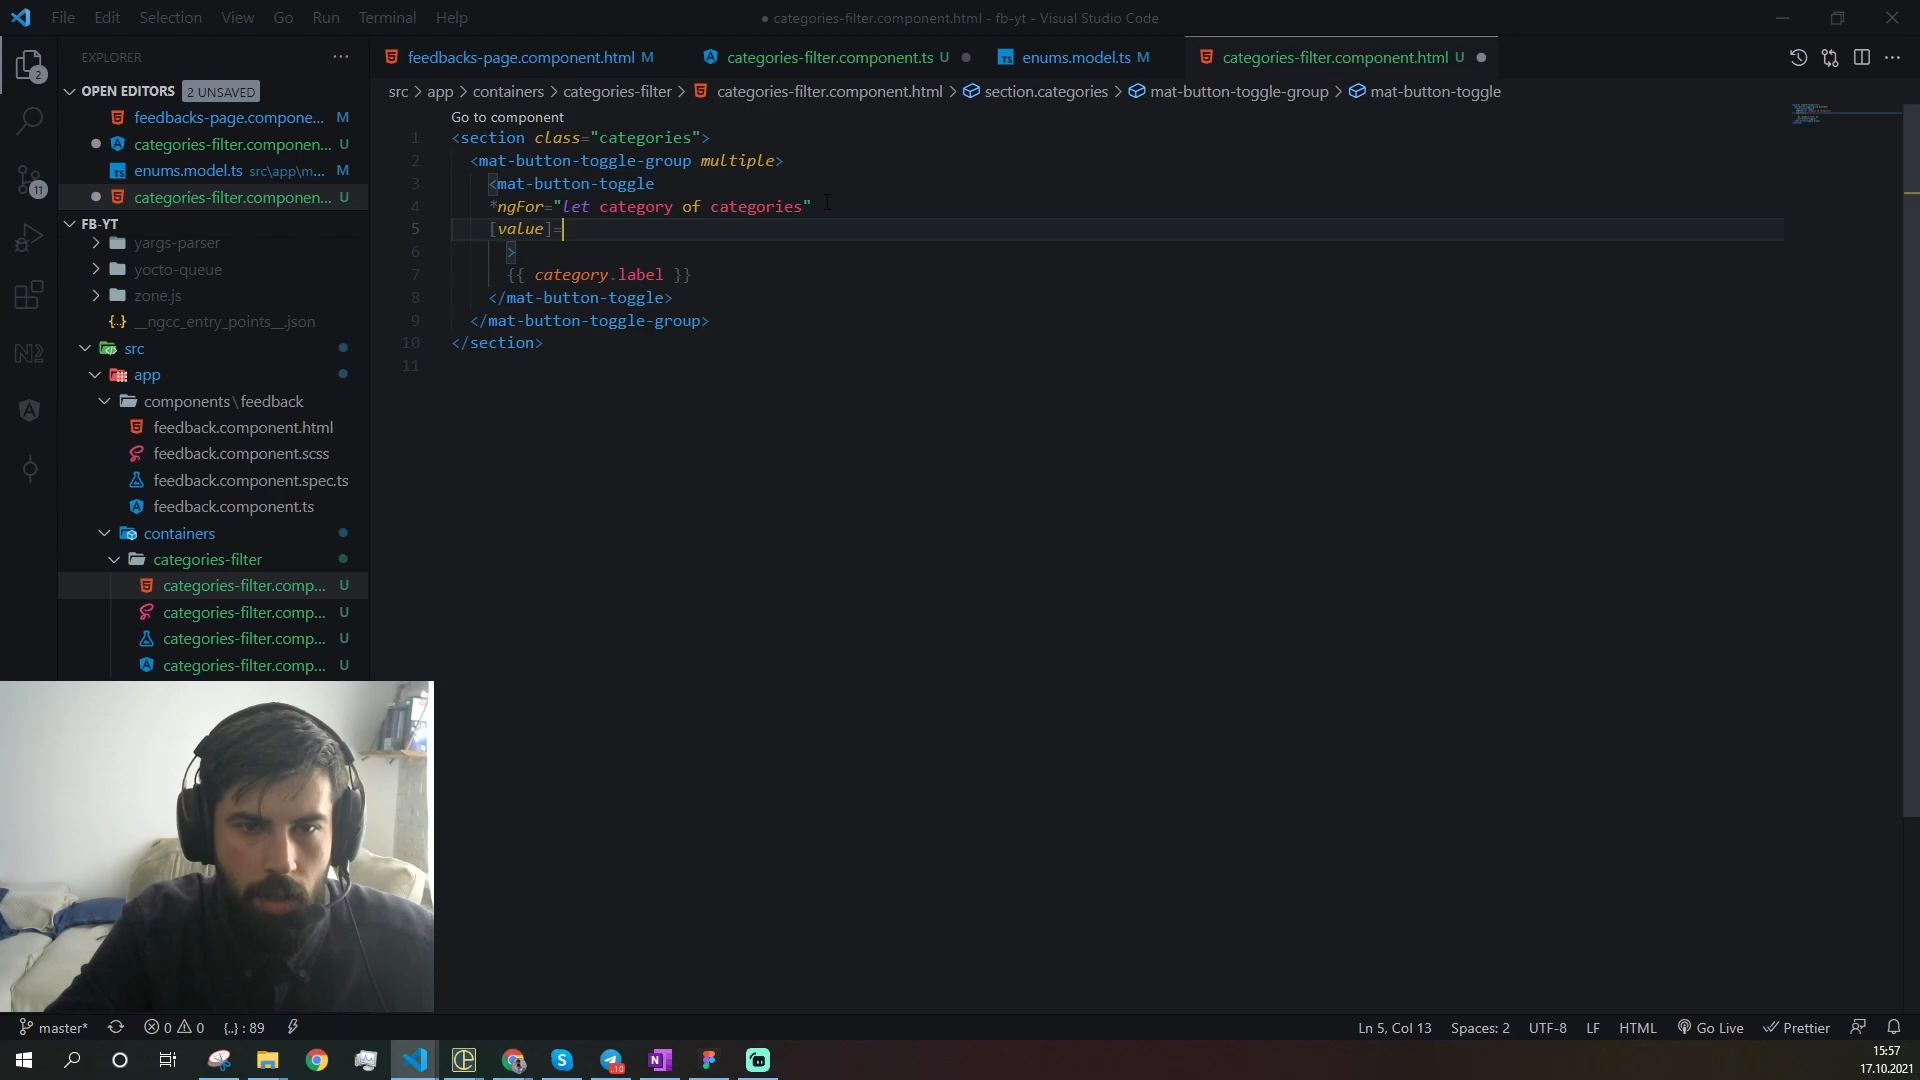 File Edit Selection View Go Run Terminal Help
● categories-filter.component.html - fb-yt - Visual Studio Code
EXPLORER
feedbacks-page.component.html M
categories-filter.component.ts U
TS enums.model.ts M
categories-filter.component.html U
OPEN EDITORS 2 UNSAVED
src > app > containers > categories-filter > categories-filter.component.html > section.categories > mat-button-toggle-group > mat-button-toggle
feedbacks-page.compone... M
categories-filter.componen... U
TS enums.model.ts src\app\m... M
categories-filter.componen... U
FB-YT
yargs-parser
yocto-queue
zone.js
{..} __ngcc_entry_points__.json
src
app
components\feedback
feedback.component.html
feedback.component.scss
feedback.component.spec.ts
feedback.component.ts
containers
categories-filter
categories-filter.comp... U
categories-filter.comp... U
categories-filter.comp... U
categories-filter.comp... U
2
11
Go to component
1 <section class="categories">
2 <mat-button-toggle-group multiple>
3 <mat-button-toggle
4 *ngFor="let category of categories"
5 [value]=
6 >
7 {{ category.label }}
8 </mat-button-toggle>
9 </mat-button-toggle-group>
10 </section>
11
master* 0 0 {..} : 89
Ln 5, Col 13 Spaces: 2 UTF-8 LF HTML Go Live Prettier
10
15:57
17.10.2021